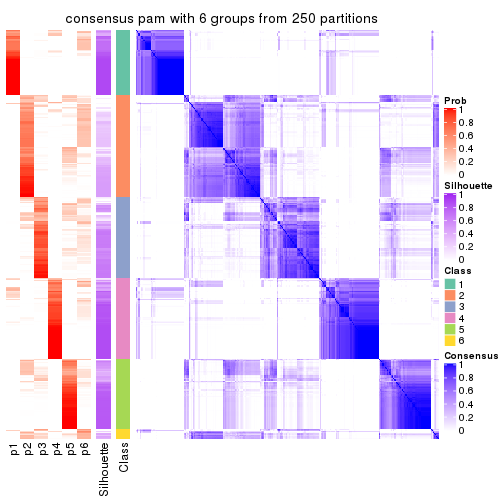 consensus pam with 6 groups from 250 partitions
Prob
1
0.8
0.6
0.4
0.2
0
Silhouette
1
0.8
0.6
0.4
0.2
0
Class
1
2
3
4
5
6
Consensus
1
0.8
0.6
0.4
0.2
0
p1
p2
p3
p4
p5
p6
Silhouette
Class